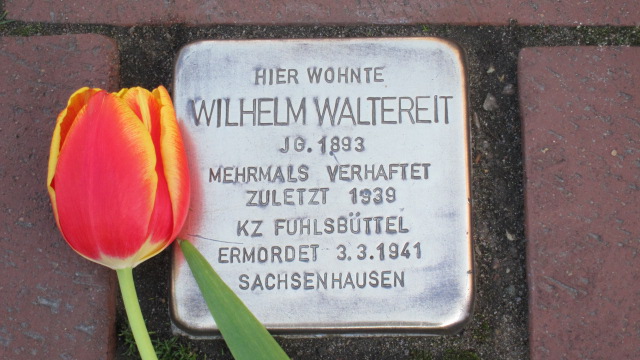 HIER WOHNTE
WILHELM WALTEREIT
JG. 1893
MEHRMALS VERHAFTET
ZULETZT 1939
KZ FUHLSBÜTTEL
ERMORDET 3.3.1941
SACHSENHAUSEN